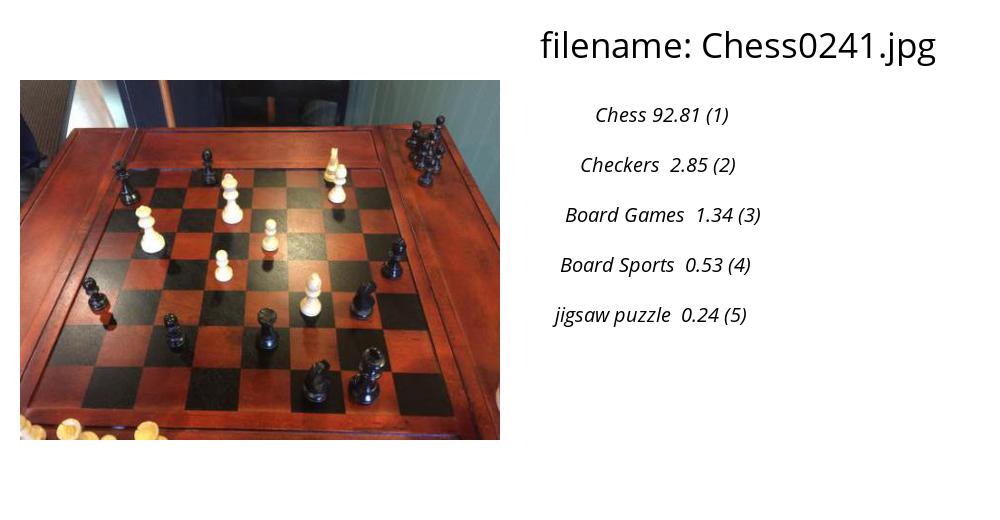 filename: Chess0241.jpg
Chess 92.81 (1)
Checkers 2.85 (2)
Board Games 1.34 (3)
Board Sports 0.53 (4)
jigsaw puzzle 0.24 (5)